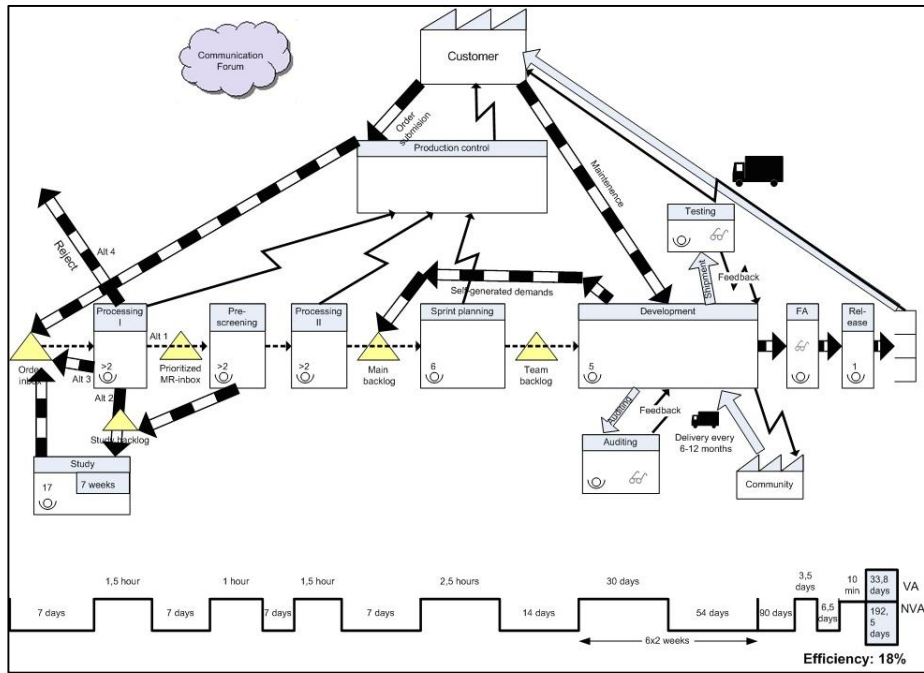 Communication
Forum
Customer
Order
submision
Production control
Maintenence
Testing
Shipment
Feedback
Reject
Alt 4
Self-generated demands
Processing
I
Alt 1
Pre-
screening
Processing
II
Sprint planning
Development
FA
Rel-
ease
>2
>2
>2
6
5
1
Order
inbox
Alt 3
Prioritized
MR-inbox
Main
backlog
Team
backlog
Alt 2
Study backlog
Study
17
7 weeks
Auditing
Feedback
Auditing
Delivery every
6-12 months
Community
1,5 hour
1 hour
1,5 hour
2,5 hours
30 days
3,5
days
10
min
33,8
days
VA
7 days
7 days
7 days
7 days
14 days
54 days
90 days
6,5
days
192,
5
days
NVA
6x2 weeks
Efficiency: 18%